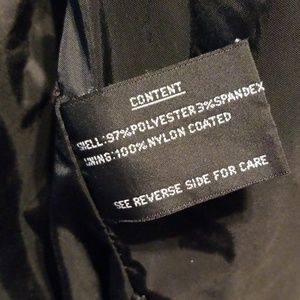 CONTENT
SHELL:97%POLYESTER3%SPANDEX
LINING:100%NYLON COATED
SEE REVERSE SIDE FOR CARE